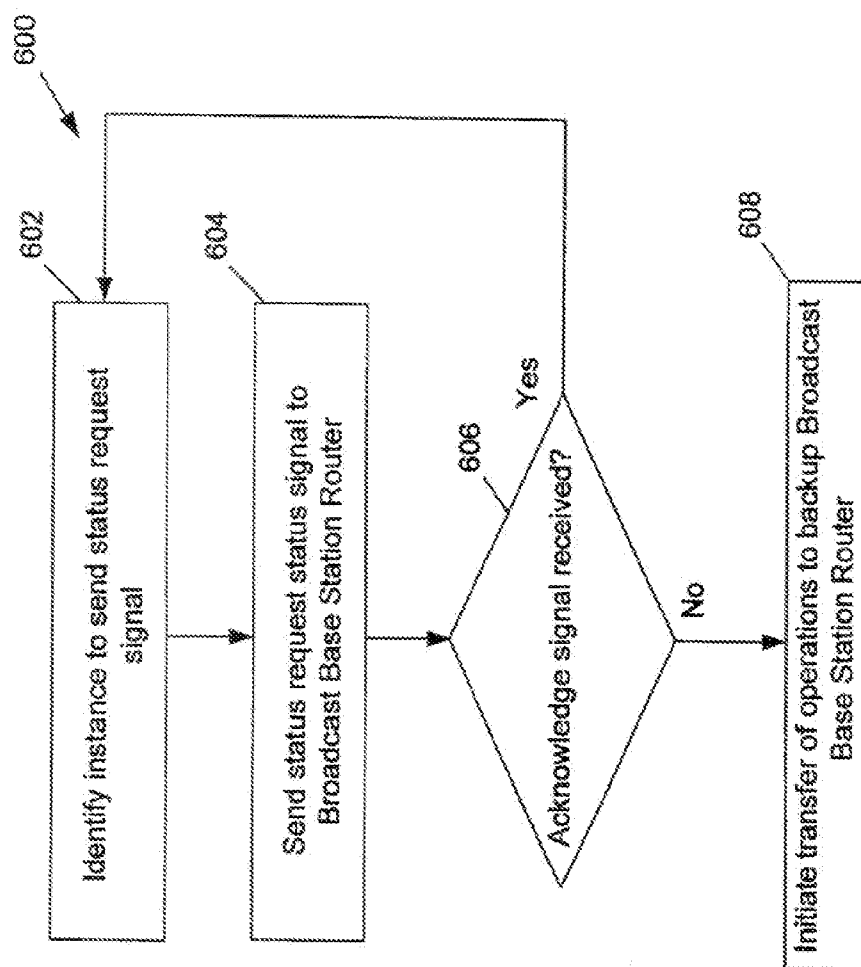 600
602
Identify instance to send status request
signal
604
Send status request status signal to
Broadcast Base Station Router
606
Acknowledge signal received?
Yes
No
608
Initiate transfer of operations to backup Broadcast
Base Station Router